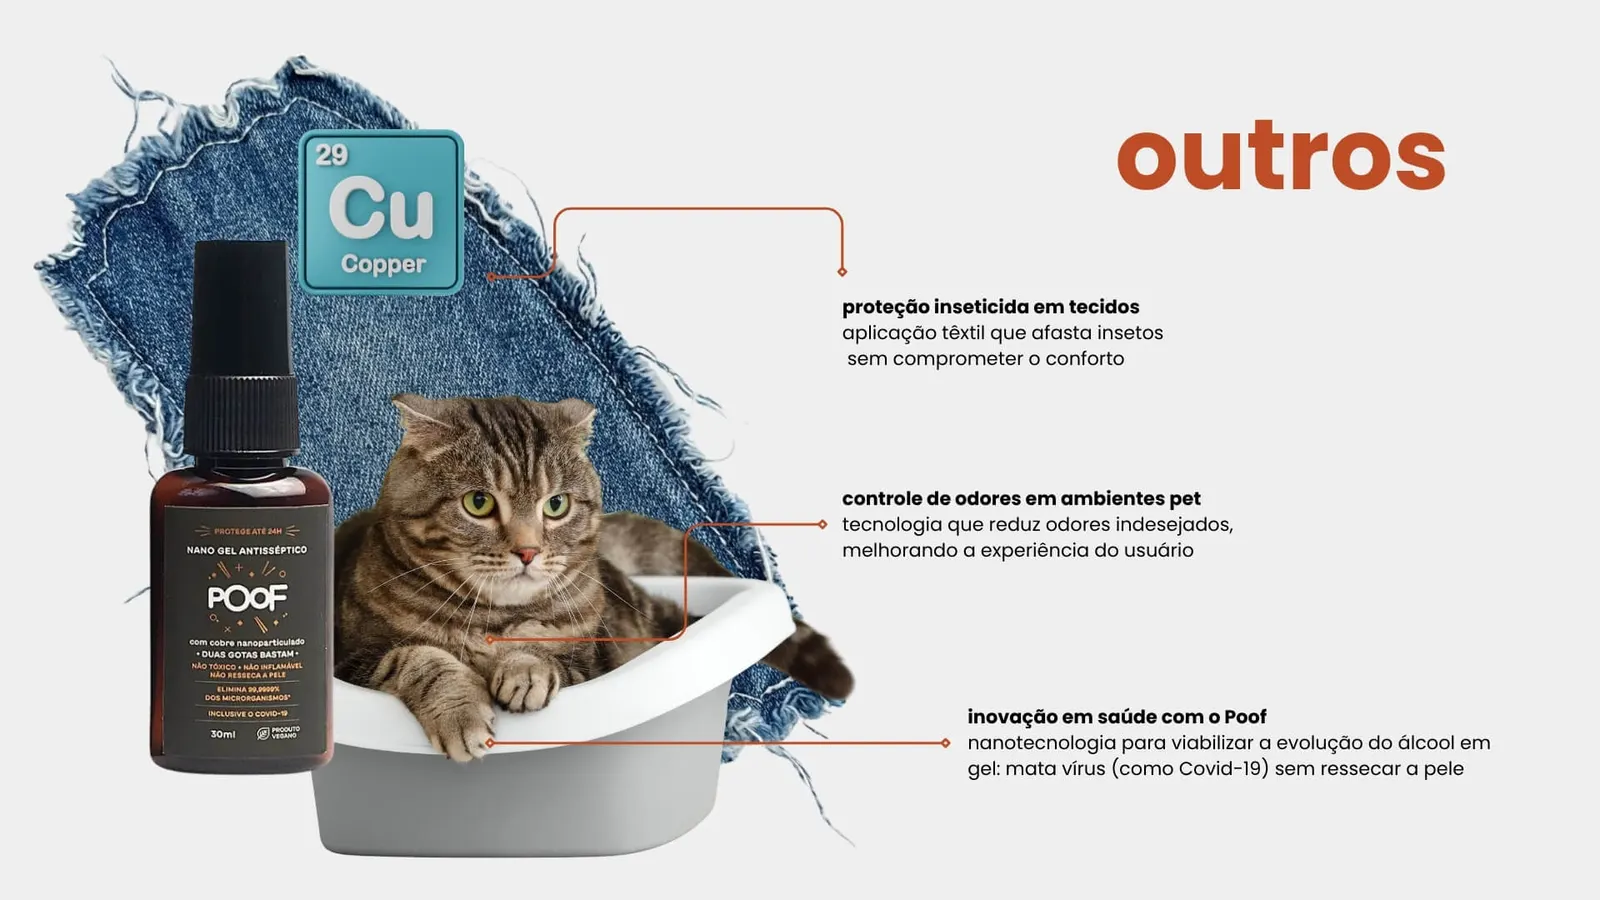 outros
29
Cu
Copper
proteção inseticida em tecidos
aplicação têxtil que afasta insetos
sem comprometer o conforto
controle de odores em ambientes pet
tecnologia que reduz odores indesejados,
melhorando a experiência do usuário
inovação em saúde com o Poof
nanotecnologia para viabilizar a evolução do álcool em
gel: mata vírus (como Covid-19) sem ressecar a pele
PROTEGE ATÉ 24H
NANO GEL ANTISSÉPTICO
POOF
com cobre nanoparticulado
• DUAS GOTAS BASTAM •
NÃO TÓXICO • NÃO INFLAMÁVEL
NÃO RESSECA A PELE
ELIMINA 99,9999%
DOS MICRORGANISMOS*
INCLUSIVE O COVID-19
30ml
PRODUTO
VEGANO